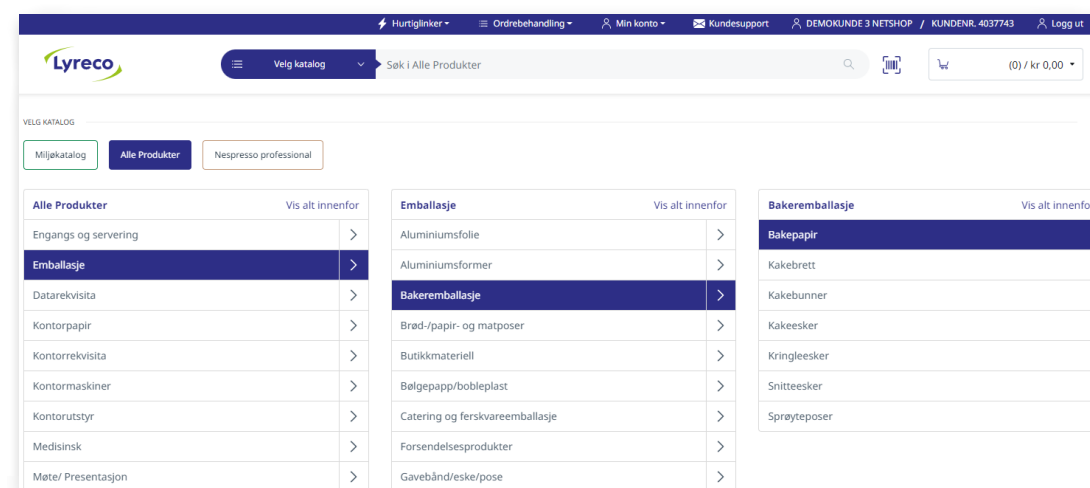 Hurtiglinker Ordrebehandling Min konto Kundesupport DEMOKUNDE 3 NETSHOP / KUNDENR. 4037743 Logg ut
Lyreco Velg katalog Søk i Alle Produkter (0) / kr 0,00
VELG KATALOG
Miljøkatalog Alle Produkter Nespresso professional
Alle Produkter Vis alt innenfor
Engangs og servering
Emballasje
Datarekvisita
Kontorpapir
Kontorrekvisita
Kontormaskiner
Kontorutstyr
Medisinsk
Møte/ Presentasjon
Emballasje Vis alt innenfor
Aluminiumsfolie
Aluminiumsformer
Bakeremballasje
Brød-/papir- og matposer
Butikkmateriell
Bølgepapp/bobleplast
Catering og ferskvareemballasje
Forsendelsesprodukter
Gavebånd/eske/pose
Bakeremballasje Vis alt innenfo
Bakepapir
Kakebrett
Kakebunner
Kakeesker
Kringleesker
Snitteesker
Sprøyteposer